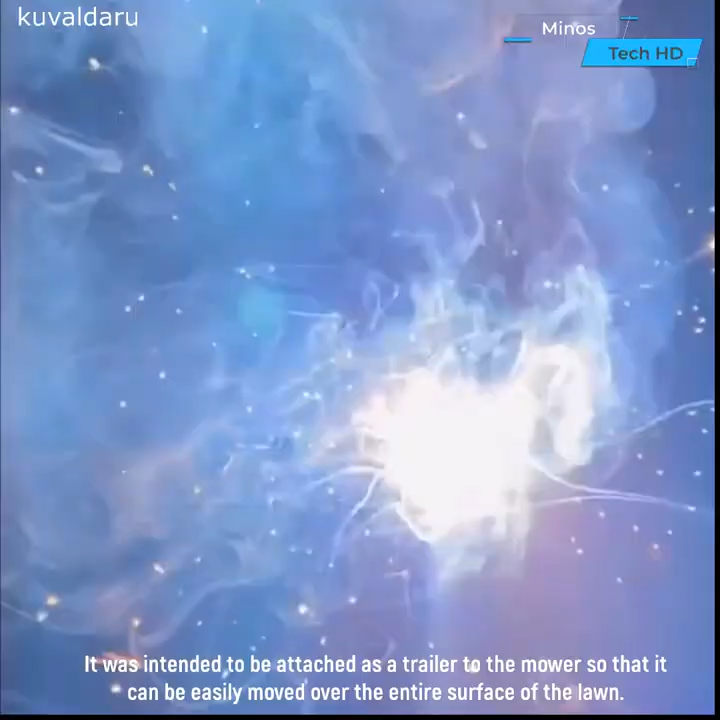 kuvaldaru
Minos
Tech HD
It was intended to be attached as a trailer to the mower so that it
can be easily moved over the entire surface of the lawn.